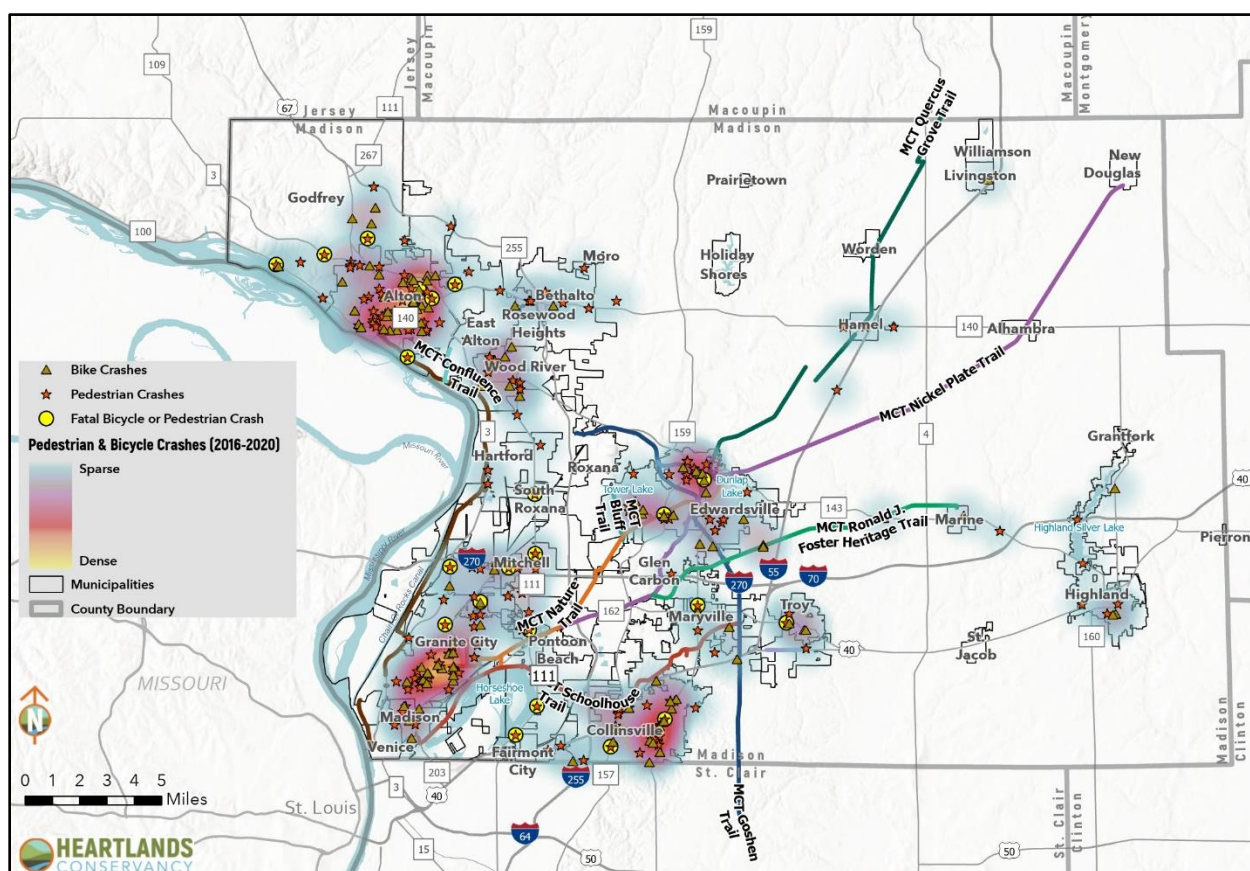 159
109
67
111
Jersey
Macoupin
Macoupin
Montgomery
Jersey
Madison
Macoupin
Madison
267
3
Godfrey
100
255
Moro
Prairietown
MCT Quercus
Grove Trail
Williamson
Livingston
New
Douglas
Holiday
Shores
Worden
Alton
140
Bethalto
Rosewood
Heights
East
Alton
Wood River
MCT Confluence
Trail
Hamel
140
Alhambra
MCT Nickel Plate Trail
Bike Crashes
Pedestrian Crashes
Fatal Bicycle or Pedestrian Crash
Pedestrian & Bicycle Crashes (2016-2020)
Sparse
Dense
Municipalities
County Boundary
Missouri River
3
Hartford
Roxana
South
Roxana
159
4
Grantfork
40
Tower Lake
Dunlap
Lake
MCT
Bluff
Trail
Edwardsville
143
MCT Ronald J.
Foster Heritage Trail
Marine
Highland Silver Lake
Pierron
Mississippi River
Chain of Rocks Canal
270
Mitchell
111
Glen
Carbon
270
55
70
MCT Nature
Trail
162
Maryville
Troy
Highland
160
St.
Jacob
40
Granite City
Pontoon
Beach
111
Horseshoe
Lake
Schoolhouse
Trail
MISSOURI
N
Madison
Venice
Collinsville
Fairmont
City
Madison
St. Clair
Madison
Clinton
203
3
40
255
157
0 1 2 3 4 5
Miles
St. Louis
64
15
50
MCT Goshen
Trail
St. Clair
Clinton
50
HEARTLANDS
CONSERVANCY